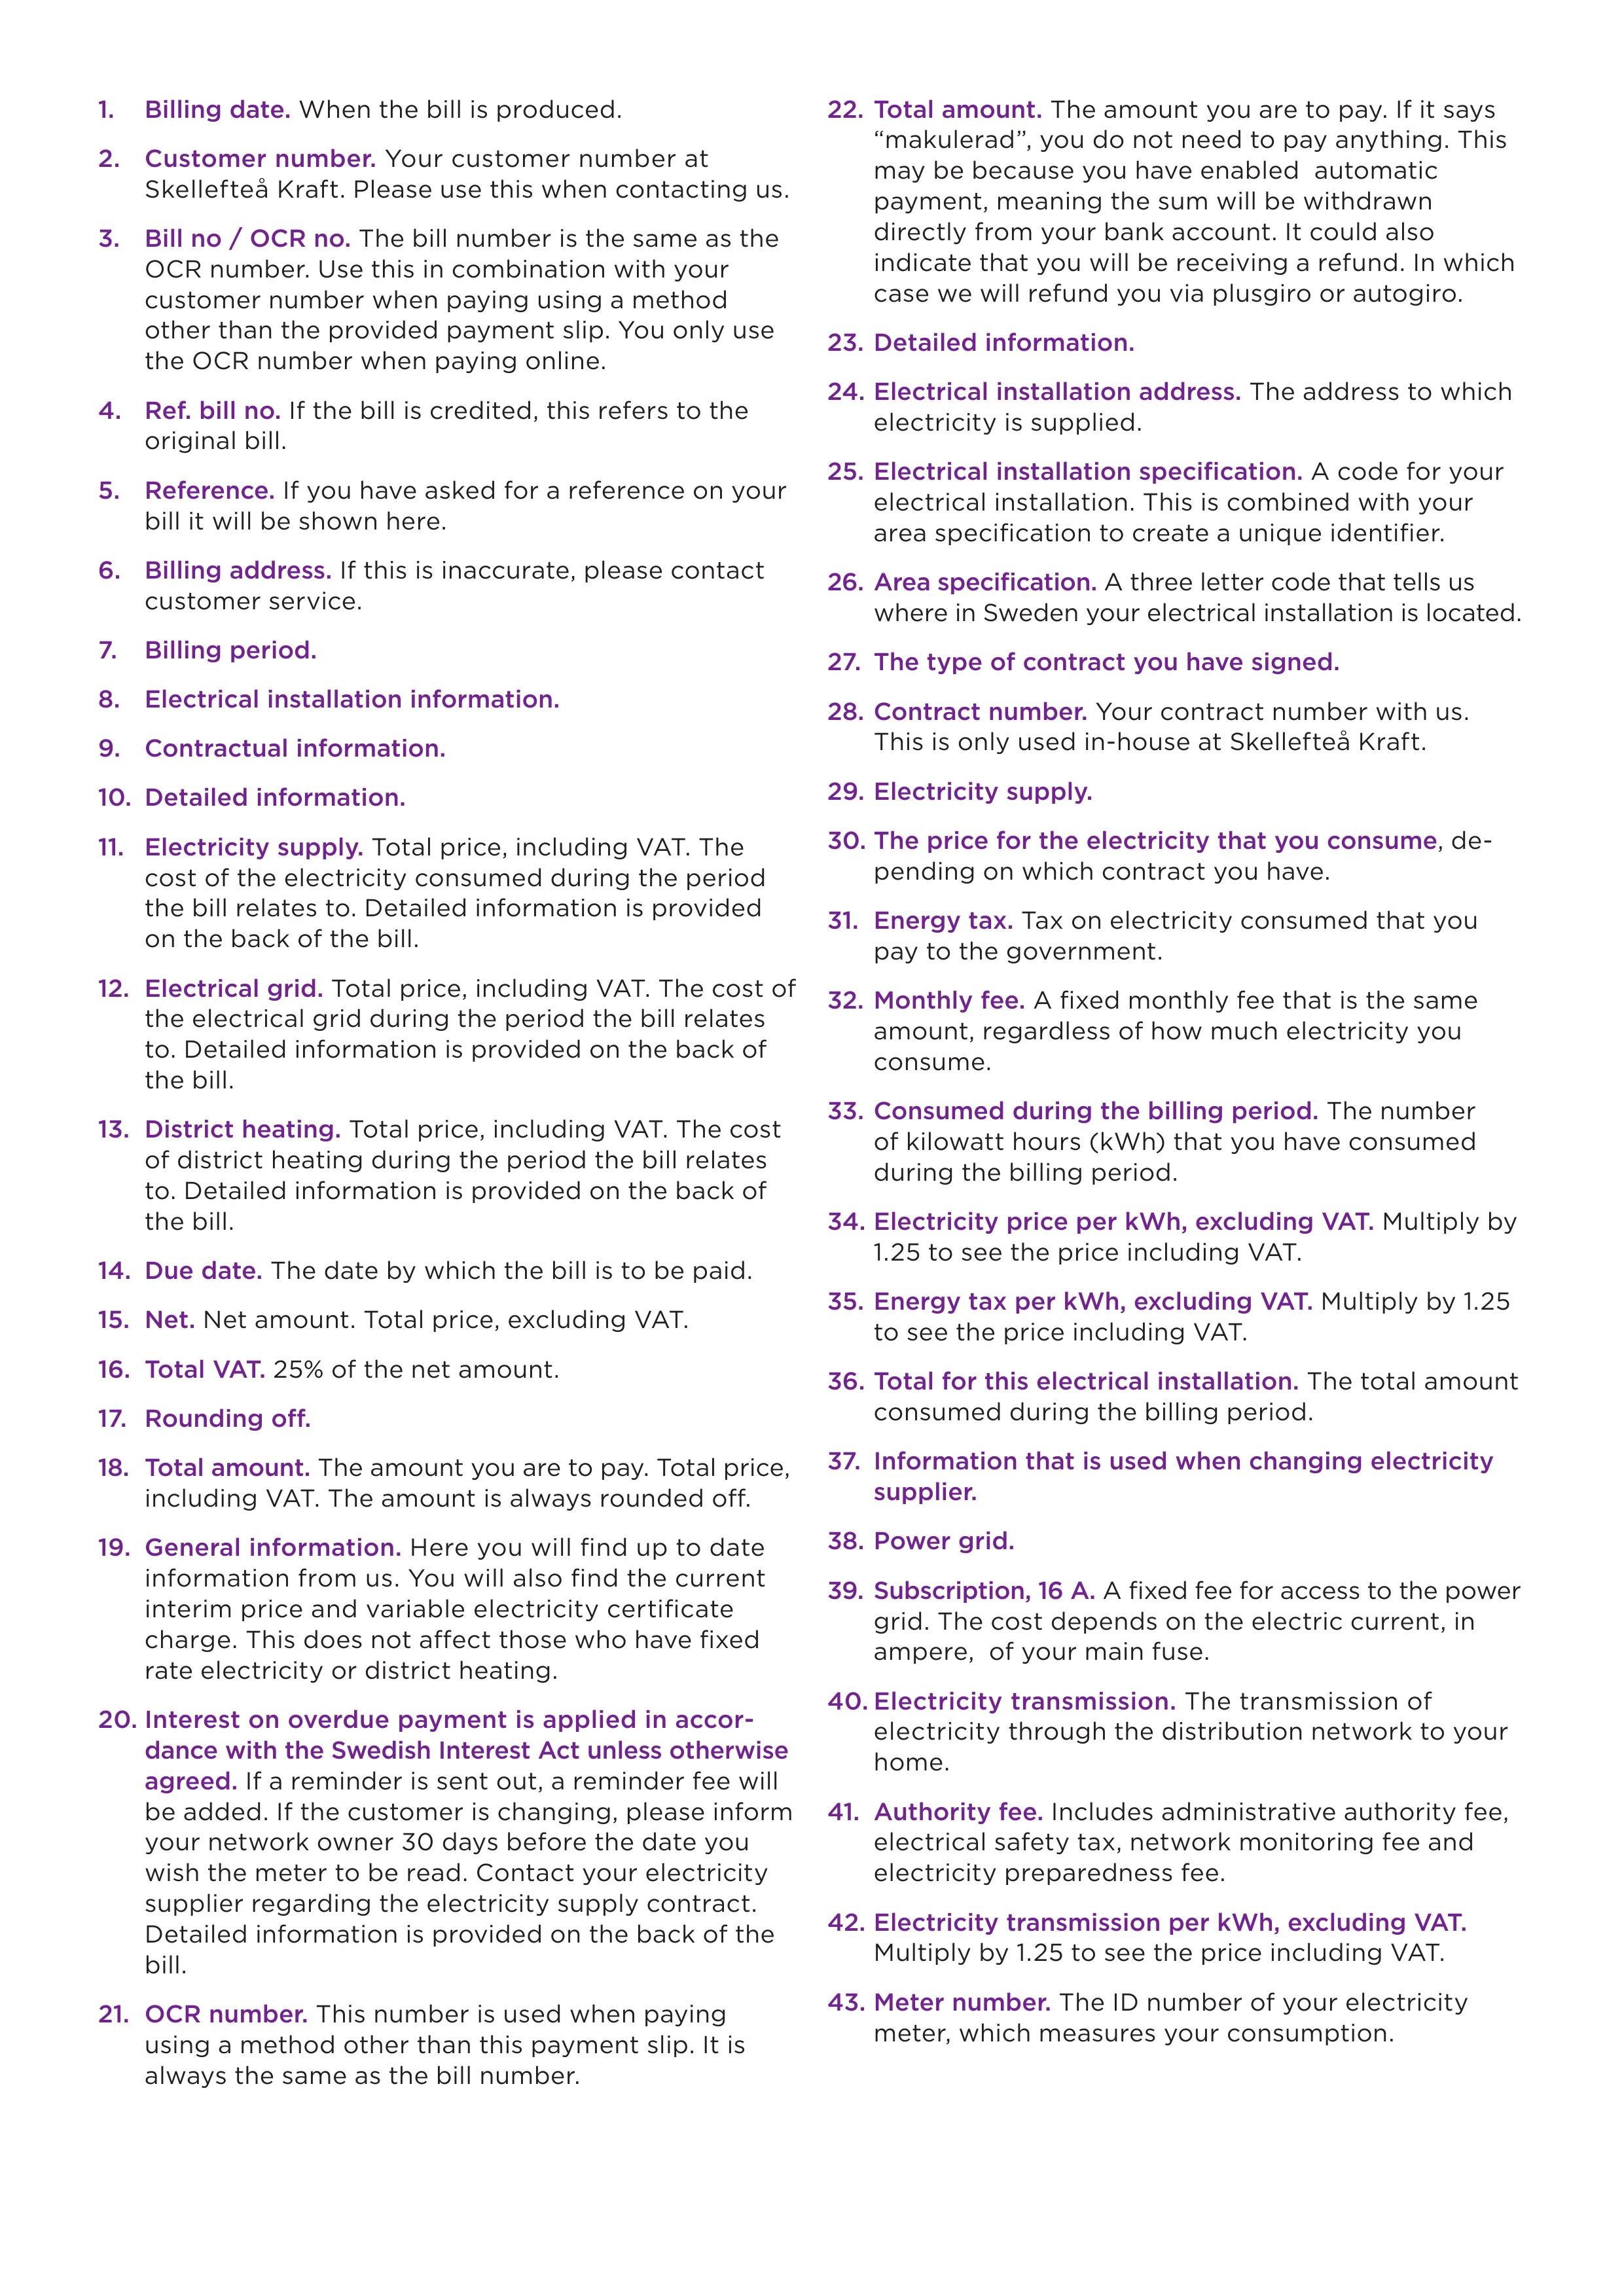 1. Billing date. When the bill is produced.
2. Customer number. Your customer number at
Skellefteå Kraft. Please use this when contacting us.
3. Bill no / OCR no. The bill number is the same as the
OCR number. Use this in combination with your
customer number when paying using a method
other than the provided payment slip. You only use
the OCR number when paying online.
4. Ref. bill no. If the bill is credited, this refers to the
original bill.
5. Reference. If you have asked for a reference on your
bill it will be shown here.
6. Billing address. If this is inaccurate, please contact
customer service.
7. Billing period.
8. Electrical installation information.
9. Contractual information.
10. Detailed information.
11. Electricity supply. Total price, including VAT. The
cost of the electricity consumed during the period
the bill relates to. Detailed information is provided
on the back of the bill.
12. Electrical grid. Total price, including VAT. The cost of
the electrical grid during the period the bill relates
to. Detailed information is provided on the back of
the bill.
13. District heating. Total price, including VAT. The cost
of district heating during the period the bill relates
to. Detailed information is provided on the back of
the bill.
14. Due date. The date by which the bill is to be paid.
15. Net. Net amount. Total price, excluding VAT.
16. Total VAT. 25% of the net amount.
17. Rounding off.
18. Total amount. The amount you are to pay. Total price,
including VAT. The amount is always rounded off.
19. General information. Here you will find up to date
information from us. You will also find the current
interim price and variable electricity certificate
charge. This does not affect those who have fixed
rate electricity or district heating.
20. Interest on overdue payment is applied in accor-
dance with the Swedish Interest Act unless otherwise
agreed. If a reminder is sent out, a reminder fee will
be added. If the customer is changing, please inform
your network owner 30 days before the date you
wish the meter to be read. Contact your electricity
supplier regarding the electricity supply contract.
Detailed information is provided on the back of the
bill.
21. OCR number. This number is used when paying
using a method other than this payment slip. It is
always the same as the bill number.
22. Total amount. The amount you are to pay. If it says
“makulerad”, you do not need to pay anything. This
may be because you have enabled  automatic
payment, meaning the sum will be withdrawn
directly from your bank account. It could also
indicate that you will be receiving a refund. In which
case we will refund you via plusgiro or autogiro.
23. Detailed information.
24. Electrical installation address. The address to which
electricity is supplied.
25. Electrical installation specification. A code for your
electrical installation. This is combined with your
area specification to create a unique identifier.
26. Area specification. A three letter code that tells us
where in Sweden your electrical installation is located.
27. The type of contract you have signed.
28. Contract number. Your contract number with us.
This is only used in-house at Skellefteå Kraft.
29. Electricity supply.
30. The price for the electricity that you consume, de-
pending on which contract you have.
31. Energy tax. Tax on electricity consumed that you
pay to the government.
32. Monthly fee. A fixed monthly fee that is the same
amount, regardless of how much electricity you
consume.
33. Consumed during the billing period. The number
of kilowatt hours (kWh) that you have consumed
during the billing period.
34. Electricity price per kWh, excluding VAT. Multiply by
1.25 to see the price including VAT.
35. Energy tax per kWh, excluding VAT. Multiply by 1.25
to see the price including VAT.
36. Total for this electrical installation. The total amount
consumed during the billing period.
37. Information that is used when changing electricity
supplier.
38. Power grid.
39. Subscription, 16 A. A fixed fee for access to the power
grid. The cost depends on the electric current, in
ampere,  of your main fuse.
40. Electricity transmission. The transmission of
electricity through the distribution network to your
home.
41. Authority fee. Includes administrative authority fee,
electrical safety tax, network monitoring fee and
electricity preparedness fee.
42. Electricity transmission per kWh, excluding VAT.
Multiply by 1.25 to see the price including VAT.
43. Meter number. The ID number of your electricity
meter, which measures your consumption.